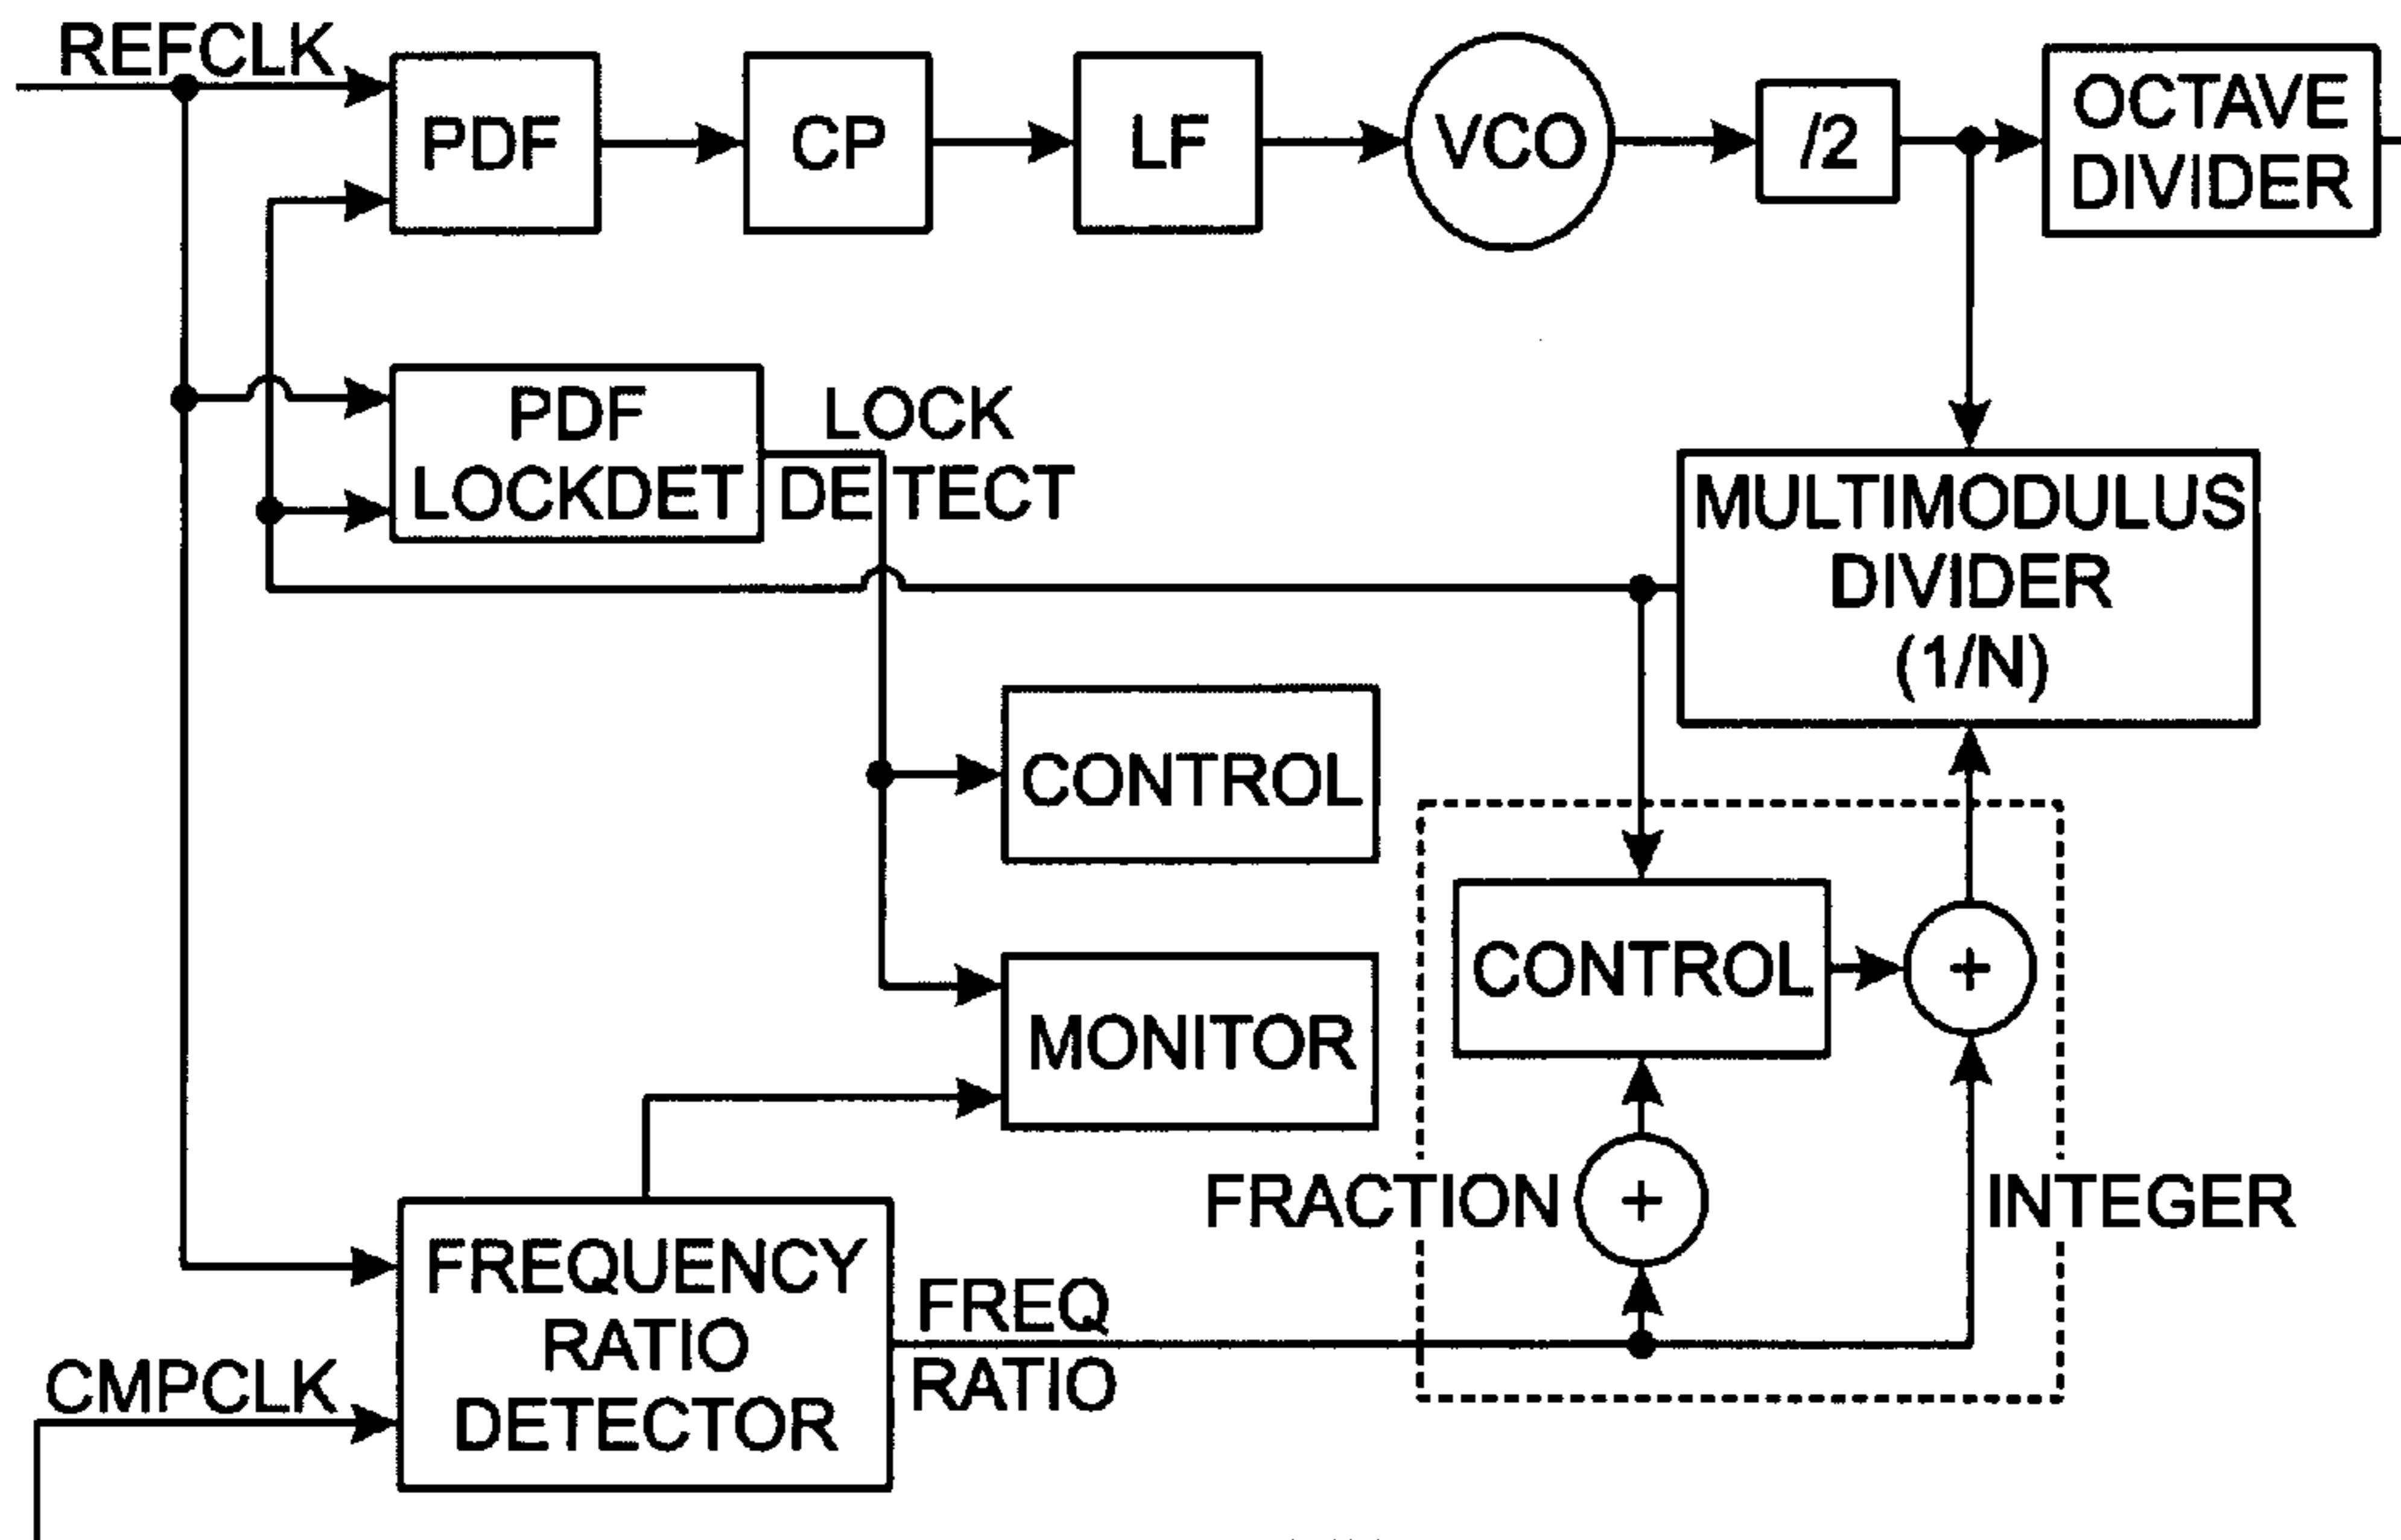 REFCLK
PDF
CP
LF
VCO
/2
OCTAVE
DIVIDER
PDF
LOCKDET
LOCK
DETECT
MULTIMODULUS
DIVIDER
(1/N)
CONTROL
CONTROL
+
MONITOR
FRACTION
+
INTEGER
FREQUENCY
RATIO
DETECTOR
FREQ
RATIO
CMPCLK